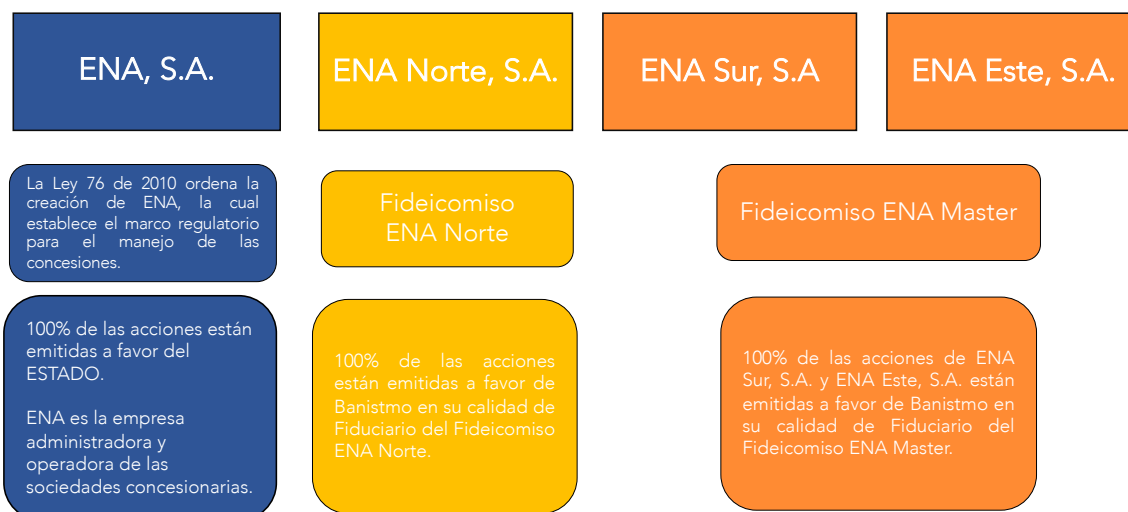 ENA, S.A.
ENA Norte, S.A.
ENA Sur, S.A
ENA Este, S.A.
La Ley 76 de 2010 ordena la
creación de ENA, la cual
establece el marco regulatorio
para el manejo de las
concesiones.
Fideicomiso
ENA Norte
Fideicomiso ENA Master
100% de las acciones están
emitidas a favor del
ESTADO.
ENA es la empresa
administradora y
operadora de las
sociedades concesionarias.
100% de las acciones
están emitidas a favor de
Banistmo en su calidad de
Fiduciario del Fideicomiso
ENA Norte.
100% de las acciones de ENA
Sur, S.A. y ENA Este, S.A. están
emitidas a favor de Banistmo en
su calidad de Fiduciario del
Fideicomiso ENA Master.